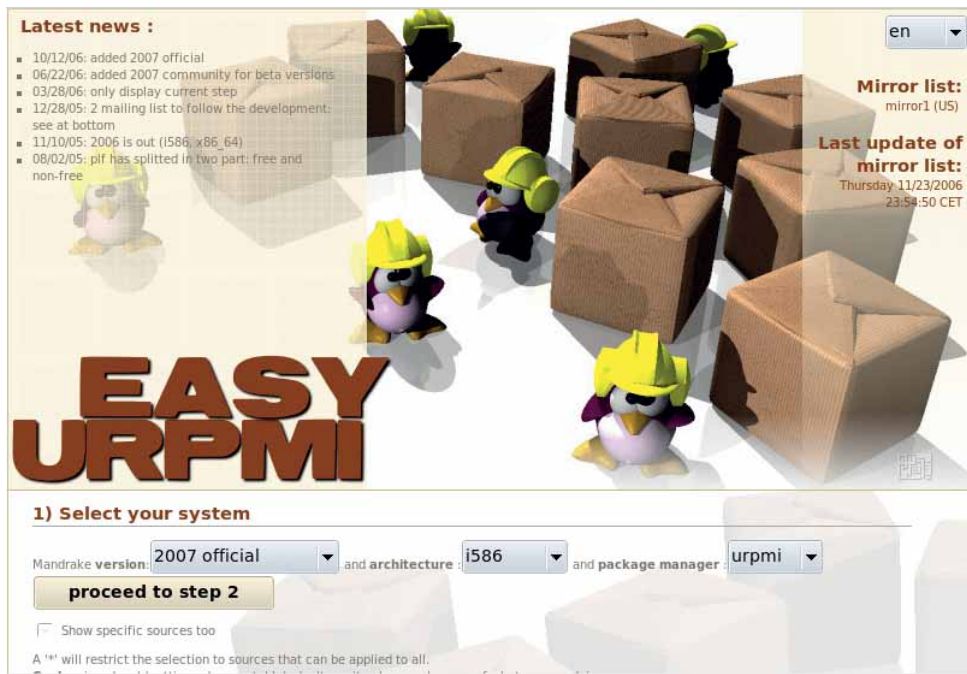 Latest news :
10/12/06: added 2007 official
06/22/06: added 2007 community for beta versions
03/28/06: only display current step
12/28/05: 2 mailing list to follow the development:
see at bottom
11/10/05: 2006 is out (i586, x86_64)
08/02/05: plf has splitted in two part: free and
non-free
en
Mirror list:
mirror1 (US)
Last update of
mirror list:
Thursday 11/23/2006
23:54:50 CET
EASY
URPMI
1) Select your system
Mandrake version: 2007 official and architecture : i586 and package manager : urpmi
proceed to step 2
Show specific sources too
A '*' will restrict the selection to sources that can be applied to all.